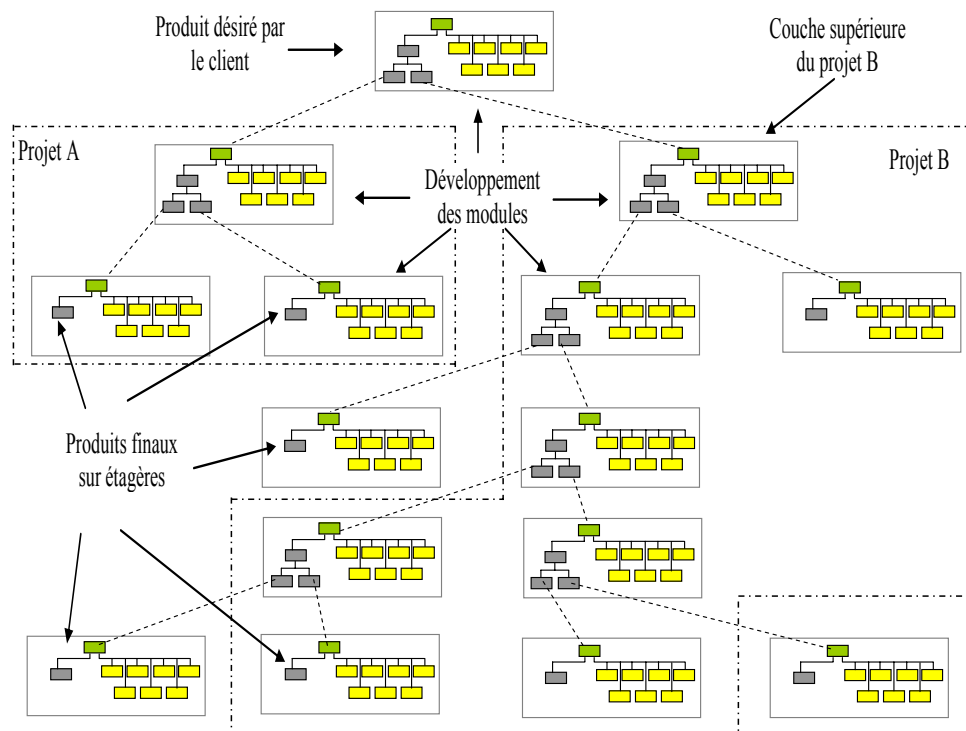 Produit désiré par
le client
Couche supérieure
du projet B
Projet A
Projet B
Développement
des modules
Produits finaux
sur étagères